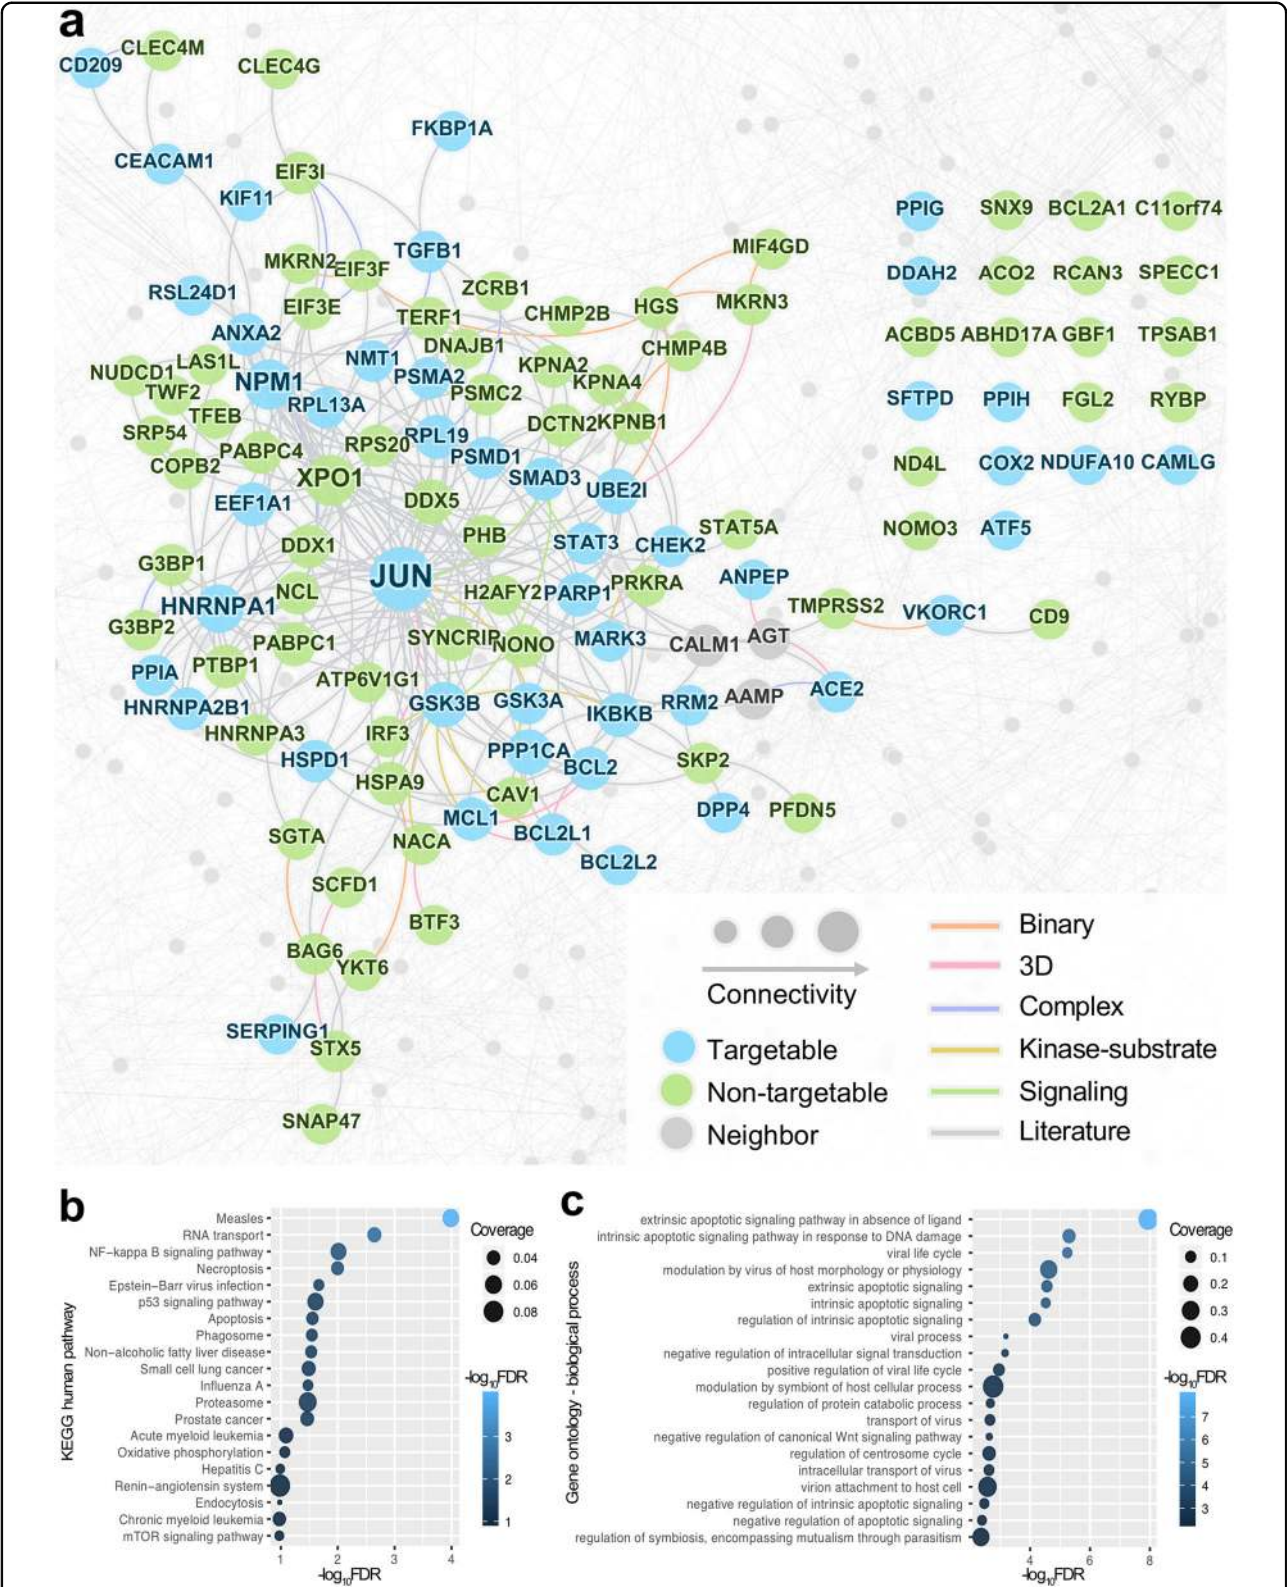 a
CLEC4M
CD209
CLEC4G
FKBP1A
CEACAM1
EIF3I
KIF11
PPIG SNX9 BCL2A1 C11orf74
MIF4GD
TGFB1
MKRN2
EIF3F
DDAH2 ACO2 RCAN3 SPECC1
RSL24D1
ZCRB1
EIF3E
TERF1
CHMP2B
HGS
MKRN3
ANXA2
DNAJB1
CHMP4B
ACBD5 ABHD17A GBF1 TPSAB1
NUDCD1
LAS1L
NMT1
KPNA2
NPM1
PSMA2
KPNA4
TWF2
RPL13A
PSMC2
SFTPD PPIH FGL2 RYBP
TFEB
DCTN2
KPNB1
SRP54
PABPC4
RPS20
RPL19
PSMD1
COPB2
XPO1
SMAD3
UBE2I
ND4L COX2 NDUFA10 CAMLG
EEF1A1
DDX5
STAT5A
NOMO3 ATF5
DDX1
PHB
STAT3
CHEK2
G3BP1
JUN
NCL
H2AFY2
PARP1
PRKRA
ANPEP
HNRNPA1
TMPRSS2
VKORC1
CD9
G3BP2
PABPC1
SYNCRIP
NONO
MARK3
CALM1
AGT
PPIA
PTBP1
ATP6V1G1
HNRNPA2B1
GSK3B
GSK3A
IKBKB
RRM2
AAMP
ACE2
HNRNPA3
IRF3
HSPD1
PPP1CA
BCL2
SKP2
HSPA9
CAV1
MCL1
DPP4
PFDN5
SGTA
NACA
BCL2L1
BCL2L2
SCFD1
BTF3
BAG6
YKT6
SERPING1
STX5
SNAP47
Connectivity
Targetable
Non-targetable
Neighbor
Binary
3D
Complex
Kinase-substrate
Signaling
Literature
b
KEGG human pathway
Measles
RNA transport
NF−kappa B signaling pathway
Necroptosis
Epstein−Barr virus infection
p53 signaling pathway
Apoptosis
Phagosome
Non−alcoholic fatty liver disease
Small cell lung cancer
Influenza A
Proteasome
Prostate cancer
Acute myeloid leukemia
Oxidative phosphorylation
Hepatitis C
Renin−angiotensin system
Endocytosis
Chronic myeloid leukemia
mTOR signaling pathway
1 2 3 4
-log10FDR
Coverage
0.04
0.06
0.08
-log10FDR
3
2
1
c
Gene ontology - biological process
extrinsic apoptotic signaling pathway in absence of ligand
intrinsic apoptotic signaling pathway in response to DNA damage
viral life cycle
modulation by virus of host morphology or physiology
extrinsic apoptotic signaling
intrinsic apoptotic signaling
regulation of intrinsic apoptotic signaling
viral process
negative regulation of intracellular signal transduction
positive regulation of viral life cycle
modulation by symbiont of host cellular process
regulation of protein catabolic process
transport of virus
negative regulation of canonical Wnt signaling pathway
regulation of centrosome cycle
intracellular transport of virus
virion attachment to host cell
negative regulation of intrinsic apoptotic signaling
negative regulation of apoptotic signaling
regulation of symbiosis, encompassing mutualism through parasitism
4 6 8
-log10FDR
Coverage
0.1
0.2
0.3
0.4
-log10FDR
7
6
5
4
3